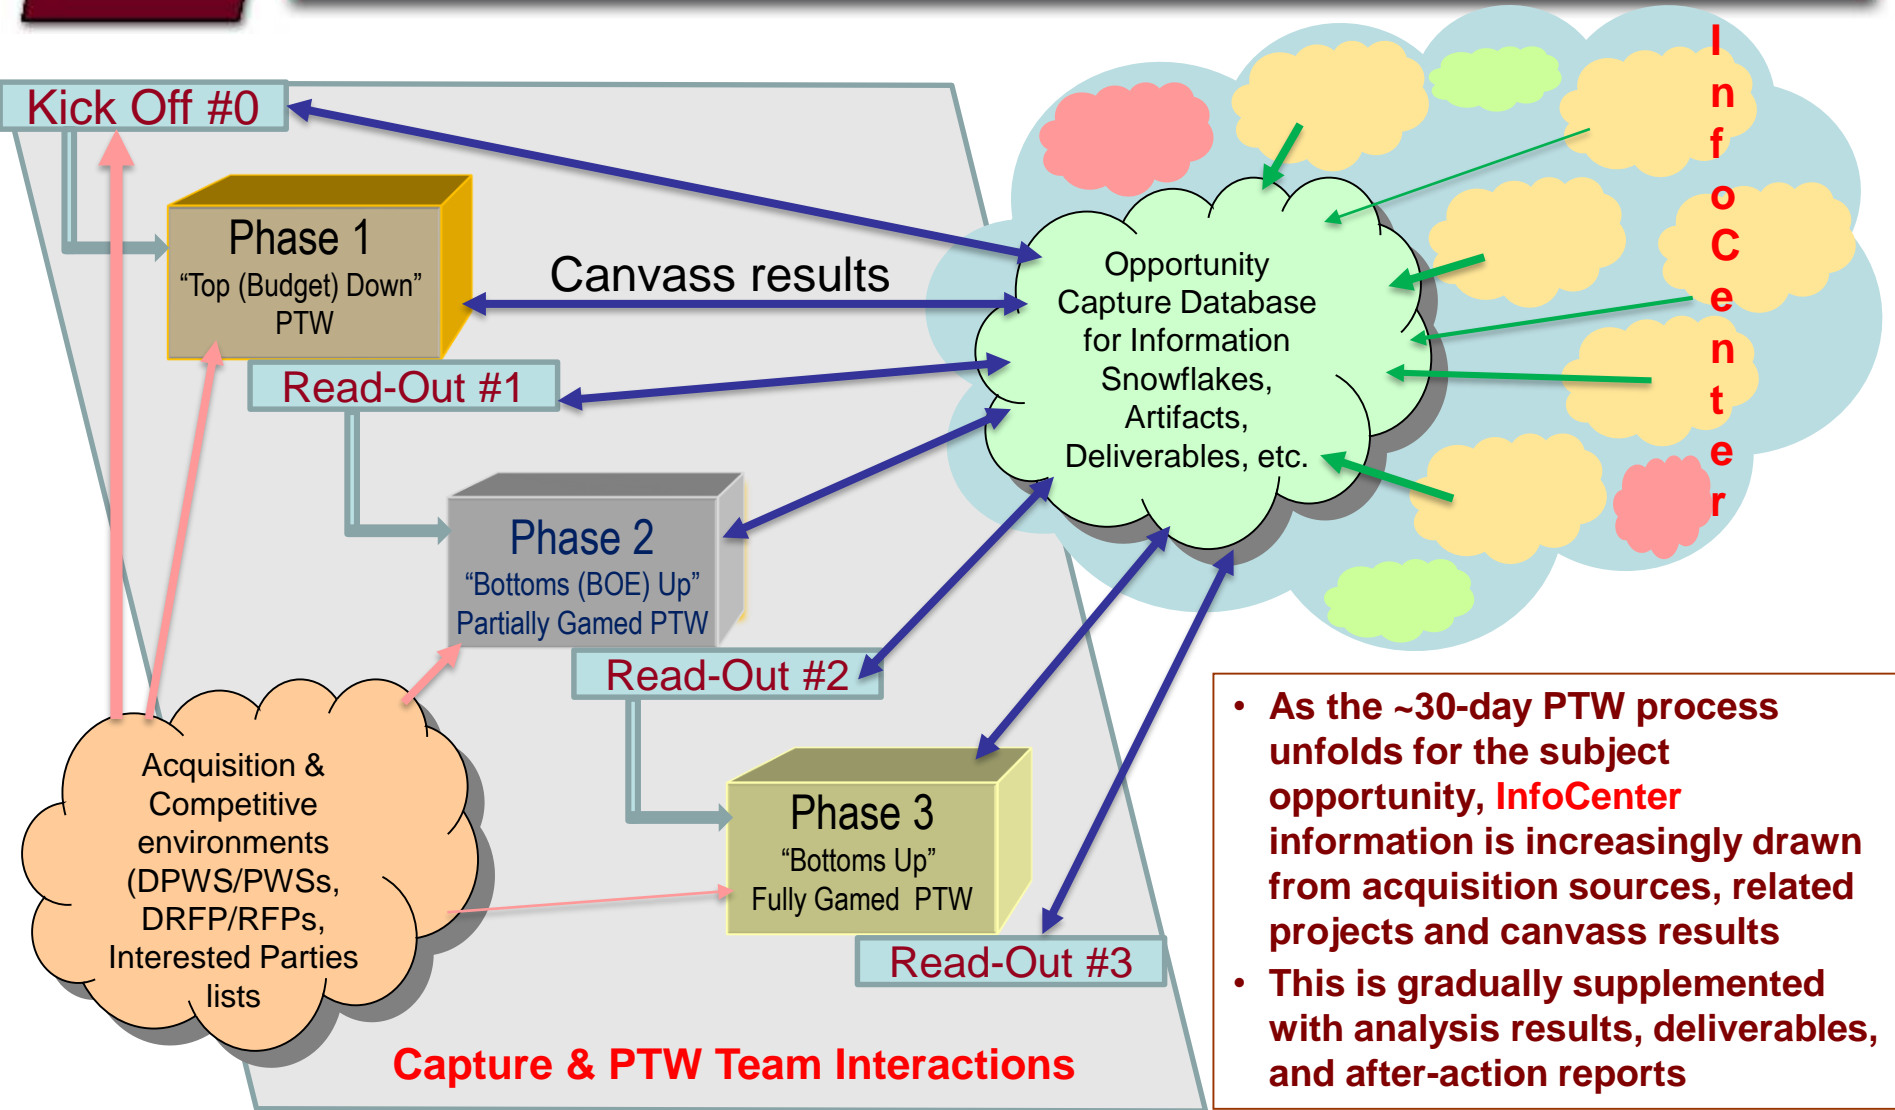 Kick Off #0
Phase 1
“Top (Budget) Down”
PTW
Canvass results
Read-Out #1
Phase 2
“Bottoms (BOE) Up”
Partially Gamed PTW
Read-Out #2
Phase 3
“Bottoms Up”
Fully Gamed PTW
Read-Out #3
Opportunity
Capture Database
for Information
Snowflakes,
Artifacts,
Deliverables, etc.
I
n
f
o
C
e
n
t
e
r
Acquisition &
Competitive
environments
(DPWS/PWSs,
DRFP/RFPs,
Interested Parties
lists
Capture & PTW Team Interactions
• As the ~30-day PTW process
unfolds for the subject
opportunity, InfoCenter
information is increasingly drawn
from acquisition sources, related
projects and canvass results
• This is gradually supplemented
with analysis results, deliverables,
and after-action reports